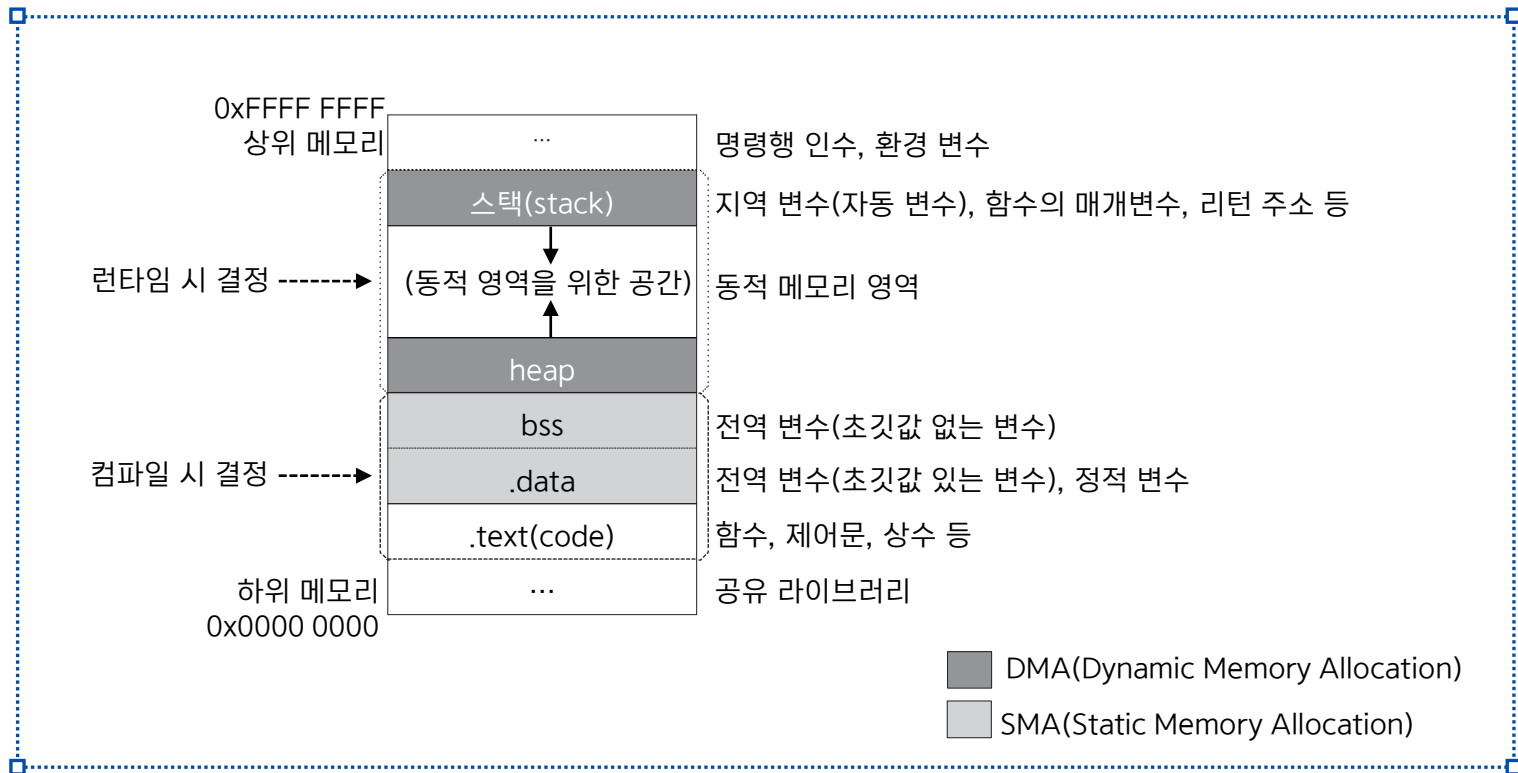 0xFFFF FFFF
상위 메모리
...
명령행 인수, 환경 변수
스택(stack)
지역 변수(자동 변수), 함수의 매개변수, 리턴 주소 등
런타임 시 결정
(동적 영역을 위한 공간)
동적 메모리 영역
heap
bss
전역 변수(초깃값 없는 변수)
컴파일 시 결정
.data
전역 변수(초깃값 있는 변수), 정적 변수
.text(code)
함수, 제어문, 상수 등
하위 메모리
0x0000 0000
...
공유 라이브러리
DMA(Dynamic Memory Allocation)
SMA(Static Memory Allocation)